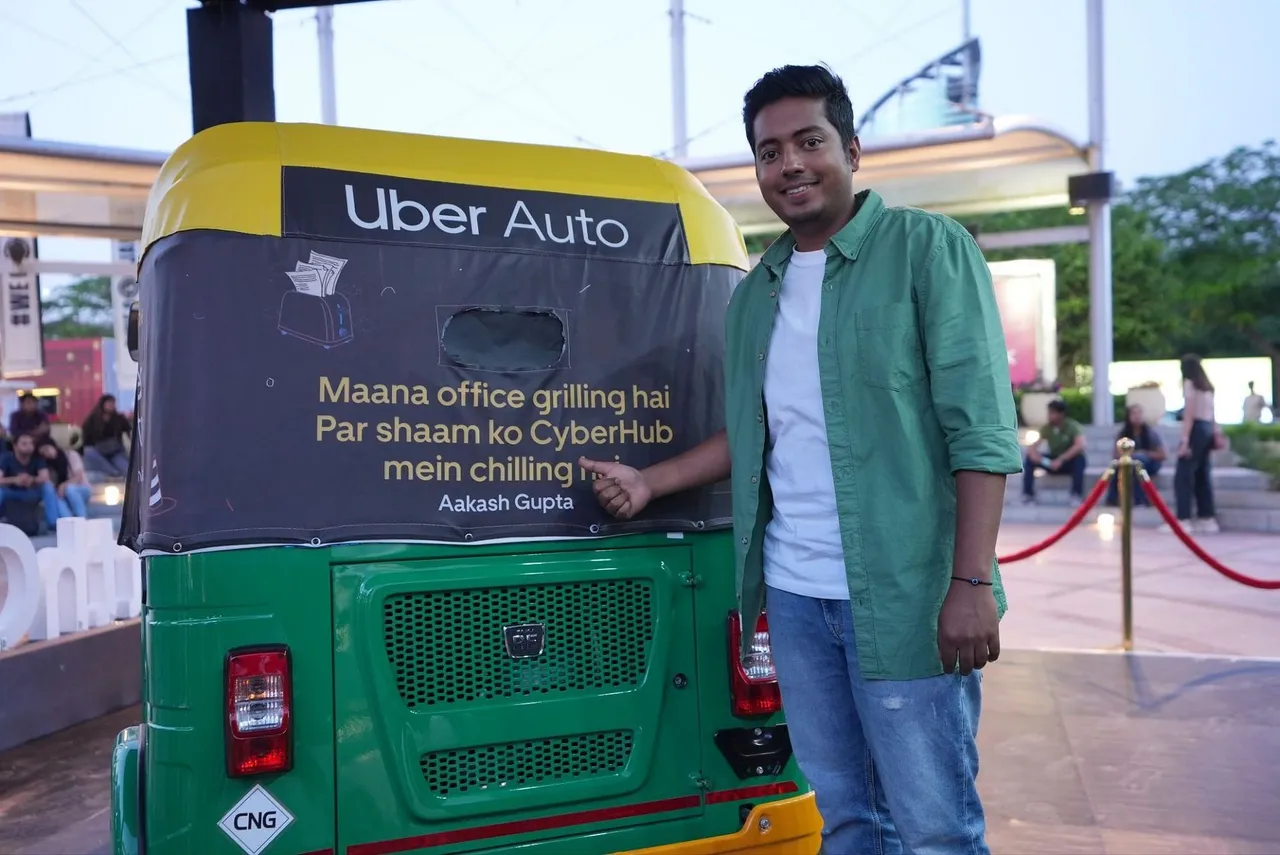 Uber Auto
Maana office grilling hai
Par shaam ko CyberHub
mein chilling
Aakash Gupta
CNG